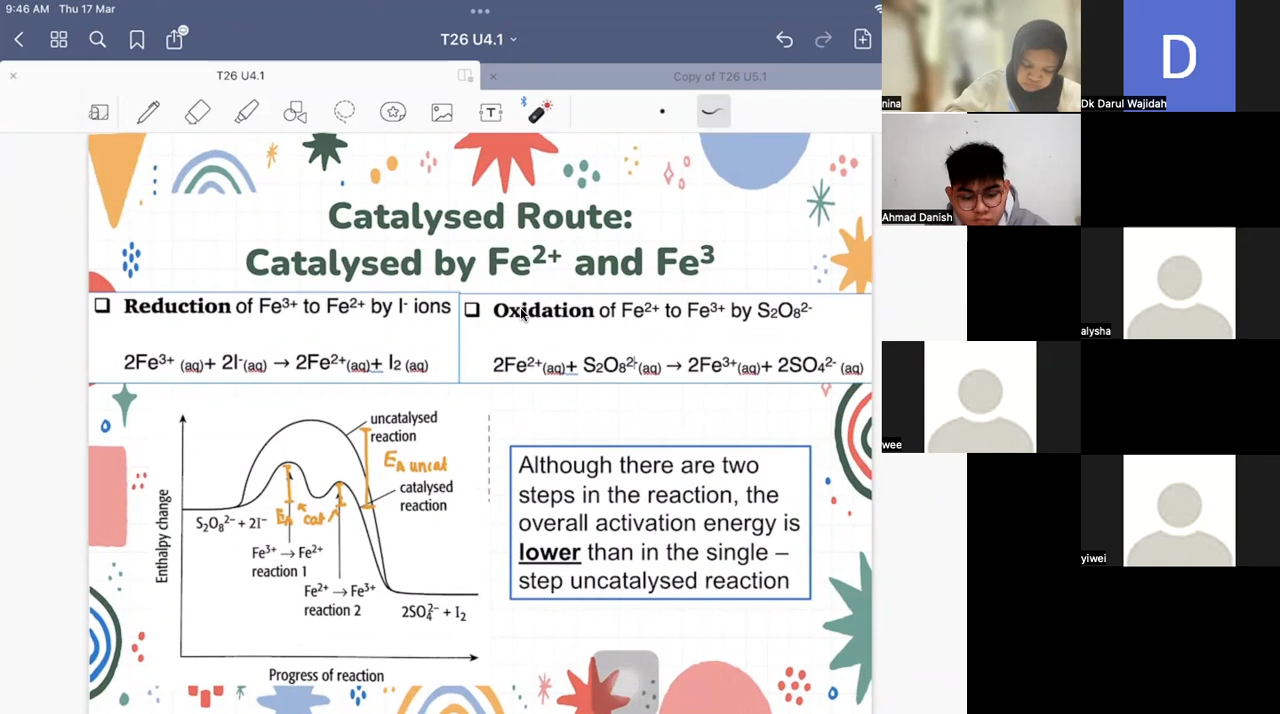 9:46 AM Thu 17 Mar
T26 U4.1
T26 U4.1
Copy of T26 U5.1
Catalysed Route:
Catalysed by Fe²⁺ and Fe³
❑ Reduction of Fe³⁺ to Fe²⁺ by I⁻ ions
2Fe³⁺ (aq)+ 2I⁻(aq) → 2Fe²⁺(aq)+ I₂ (aq)
❑ Oxidation of Fe²⁺ to Fe³⁺ by S₂O₈²⁻
2Fe²⁺(aq)+ S₂O₈²⁻(aq) → 2Fe³⁺(aq)+ 2SO₄²⁻ (aq)
uncatalysed
reaction
EA uncat
catalysed
reaction
S₂O₈²⁻ + 2I⁻
EA cat
Fe³⁺ → Fe²⁺
reaction 1
Fe²⁺ → Fe³⁺
reaction 2
2SO₄²⁻ + I₂
Enthalpy change
Progress of reaction
Although there are two
steps in the reaction, the
overall activation energy is
lower than in the single –
step uncatalysed reaction
nina
D
Dk Darul Wajidah
Ahmad Danish
alysha
wee
yiwei